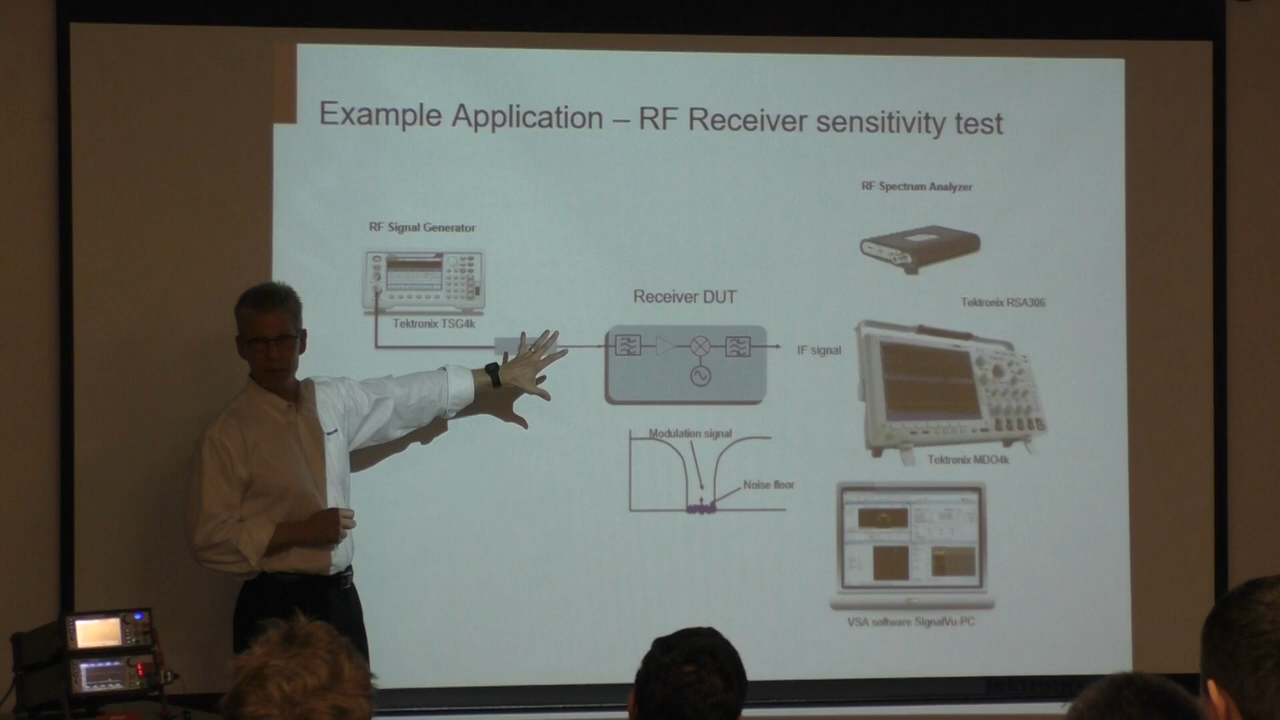 Example Application – RF Receiver sensitivity test
RF Spectrum Analyzer
RF Signal Generator
Receiver DUT
Tektronix RSA306
Tektronix TSG4k
IF signal
Modulation signal
Tektronix MDO4k
Noise floor
VSA software SignalVu-PC